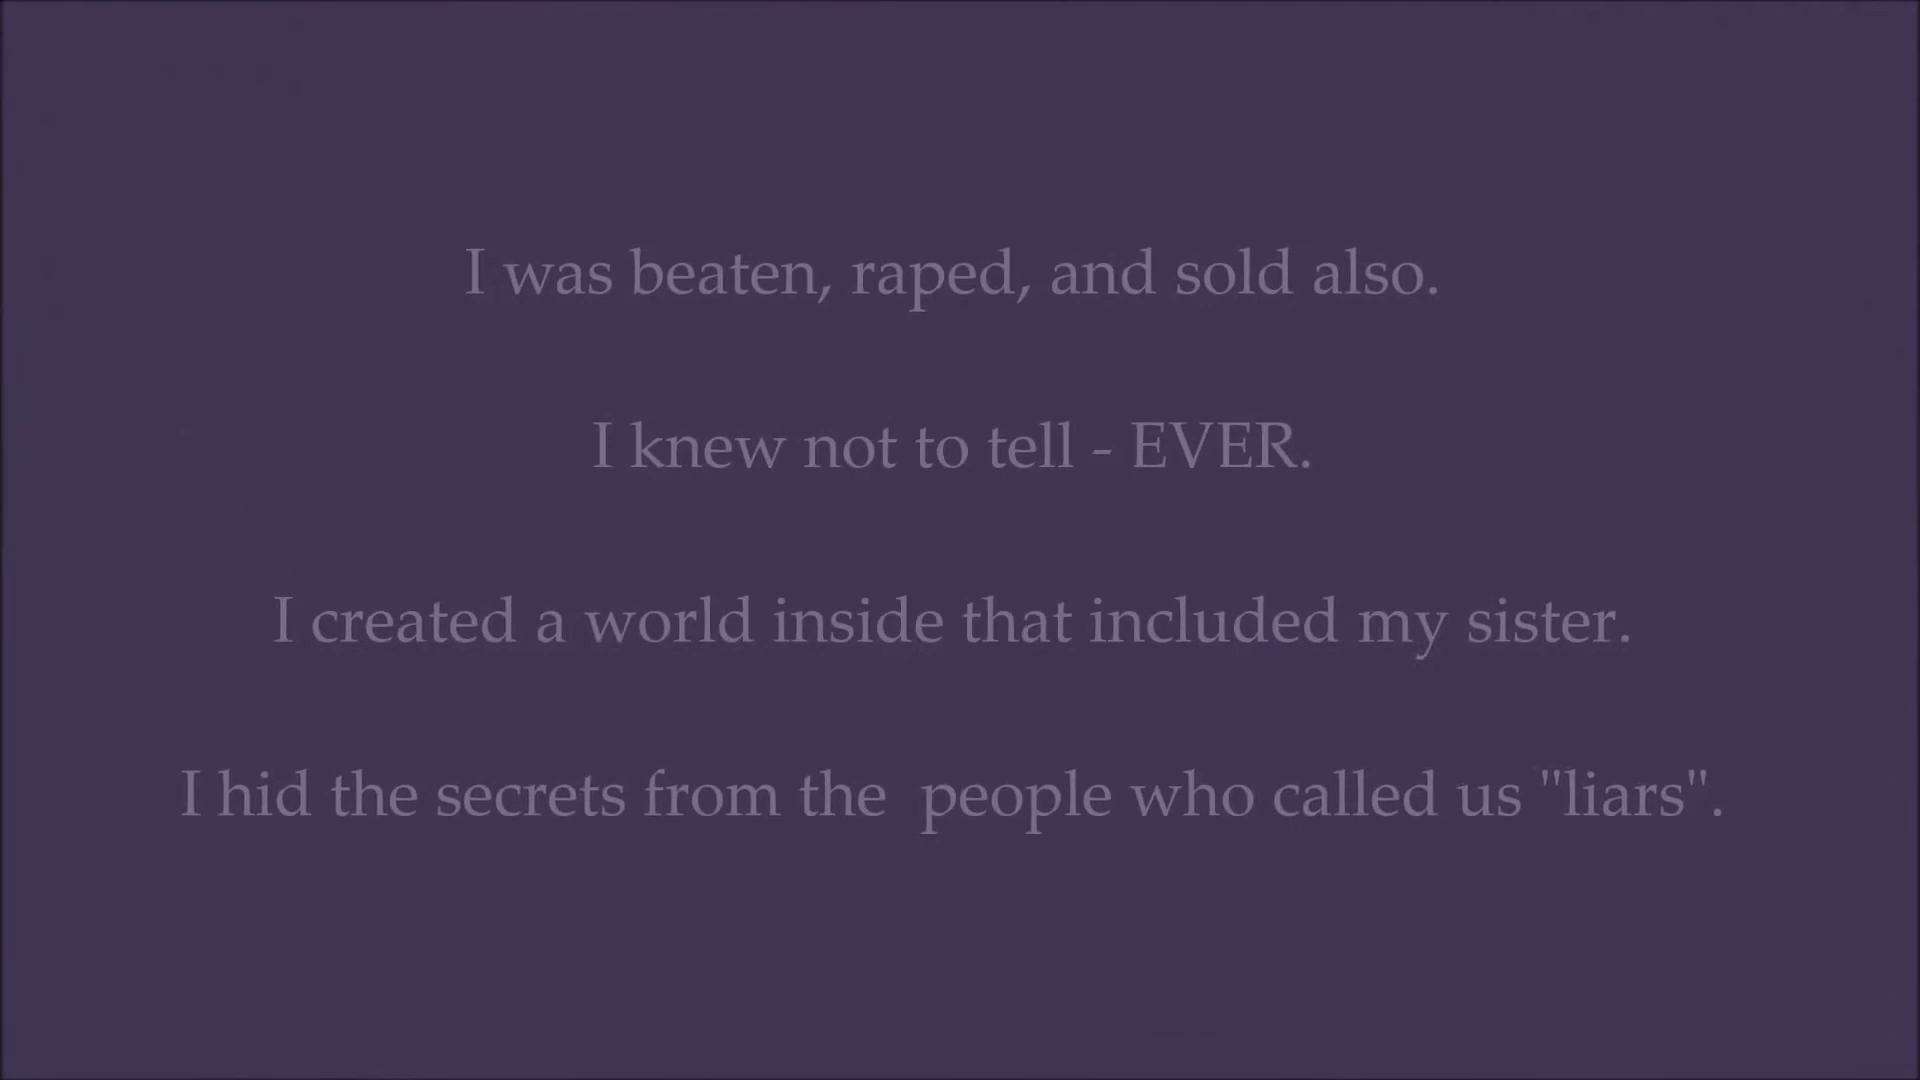 I was beaten, raped, and sold also.
I knew not to tell - EVER.
I created a world inside that included my sister.
I hid the secrets from the  people who called us "liars".